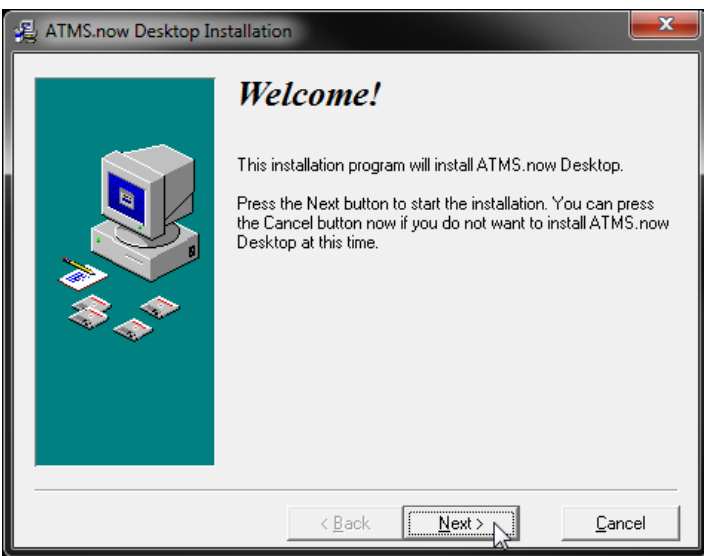 ATMS.now Desktop Installation
Welcome!
This installation program will install ATMS.now Desktop.
Press the Next button to start the installation. You can press
the Cancel button now if you do not want to install ATMS.now
Desktop at this time.
< Back
Next >
Cancel